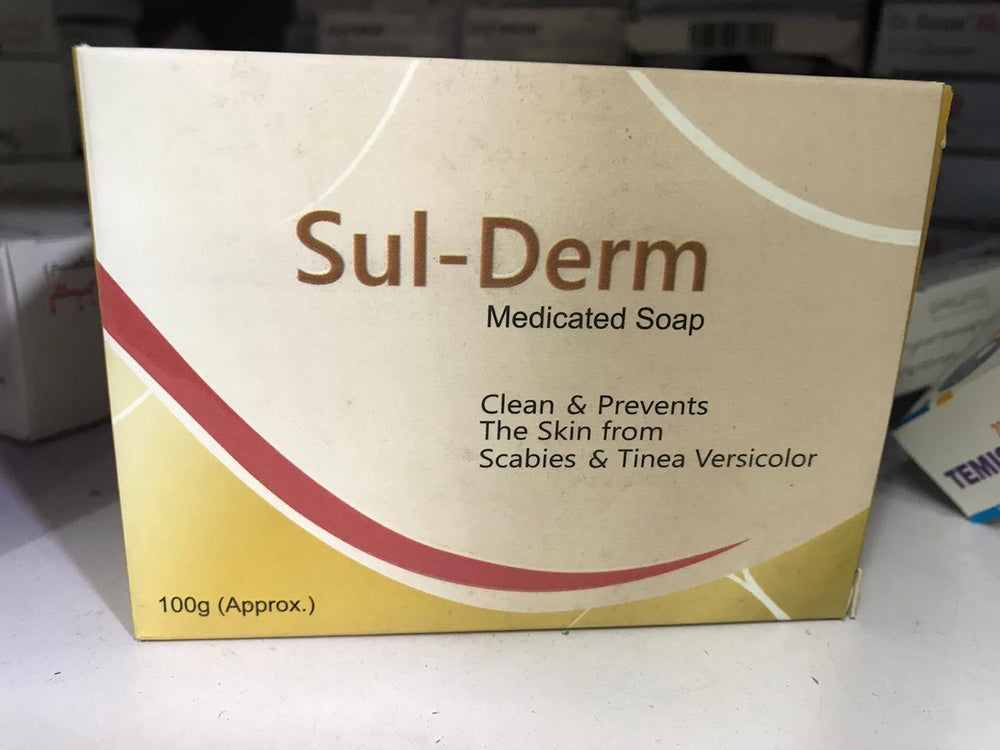 Sul-Derm
Medicated Soap
Clean & Prevents
The Skin from
Scabies & Tinea Versicolor
100g (Approx.)